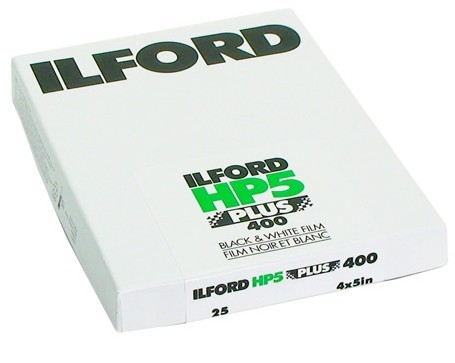 ILFORD
ILFORD
HP5
PLUS
400
BLACK & WHITE FILM
FILM NOIR ET BLANC
ILFORD HP5 PLUS 400
25 4x5in